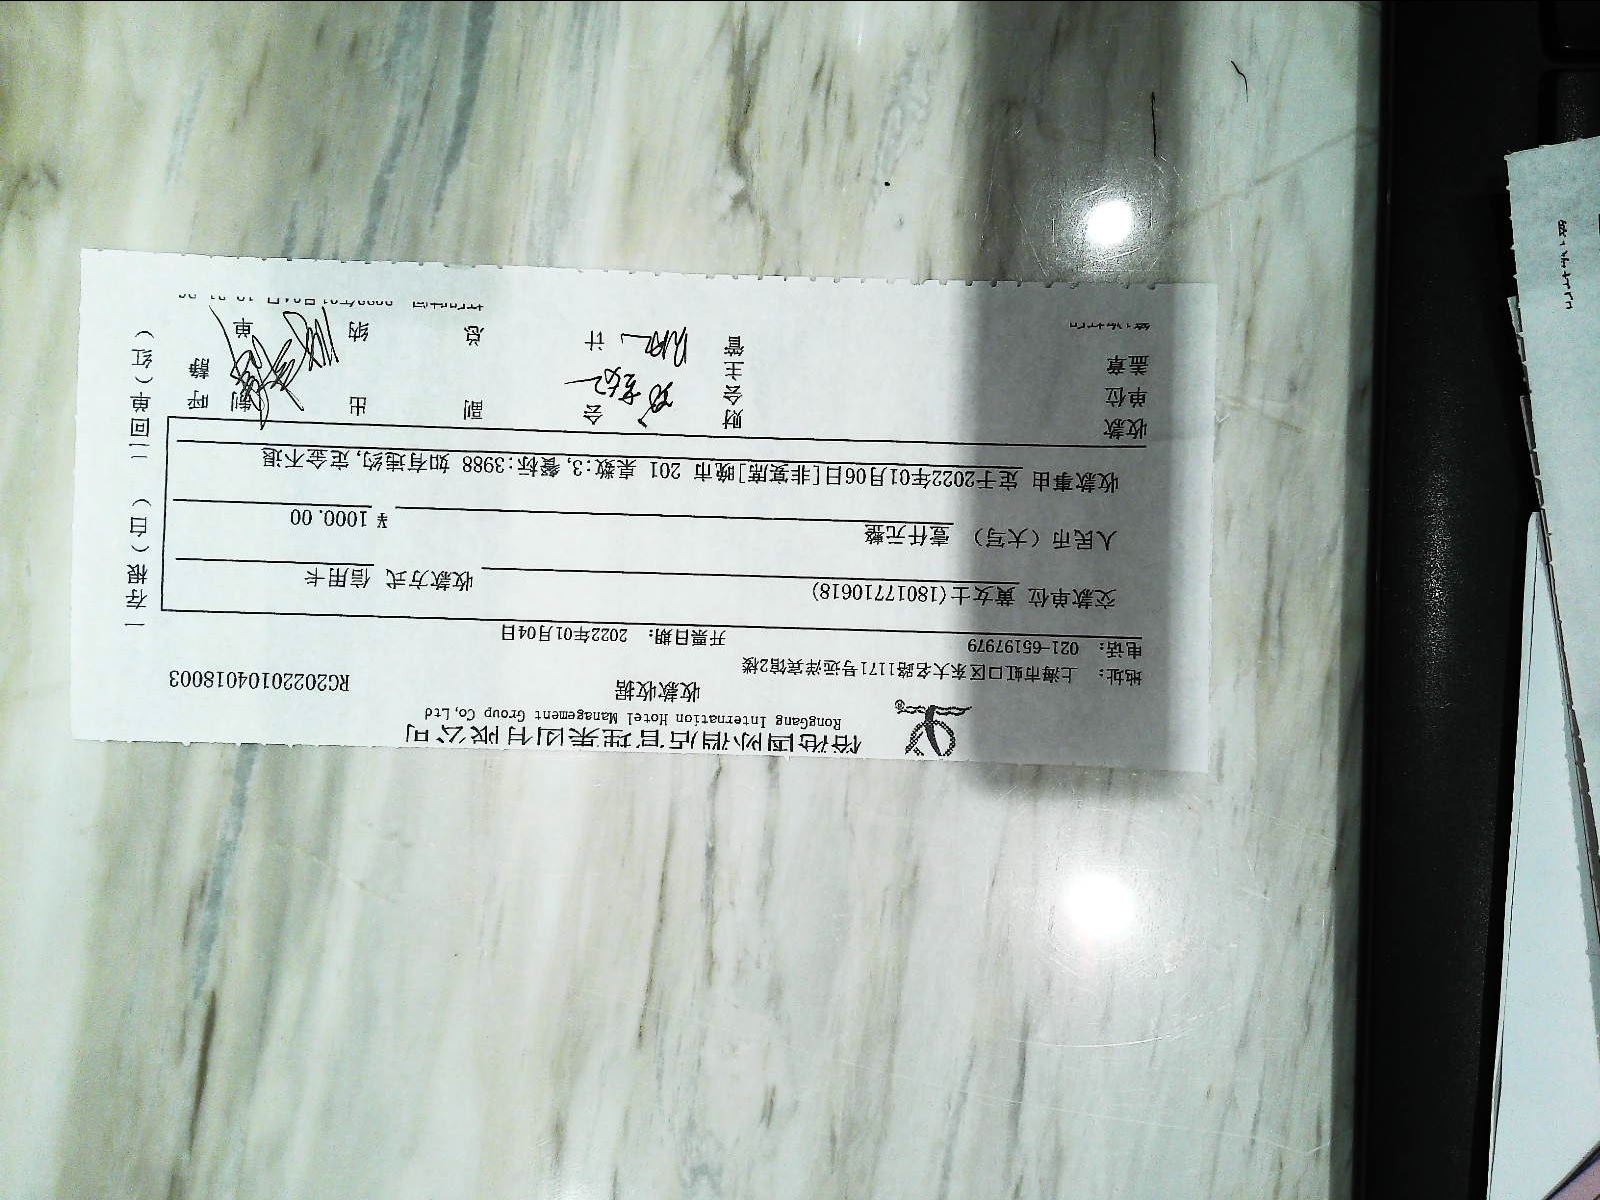 榕港国际酒店管理集团有限公司
RongGang Internation Hotel Management Group Co,Ltd
收款收据
RG20220104018003
地址: 上海市虹口区东大名路1171号远洋宾馆2楼
电话: 021-65197979 开票日期: 2022年01月04日
交款单位 黄女士(18017710618) 收款方式 信用卡
人民币(大写) 壹仟元整 ¥ 1000.00
收款事由 定于2022年01月06日[非宴席]晚市 201 桌数:3,餐标:3988 如有违约,定金不退
收款单位盖章 财会主管 会计 副总 出纳 制单 呼静
一存根(白) 二回单(红)